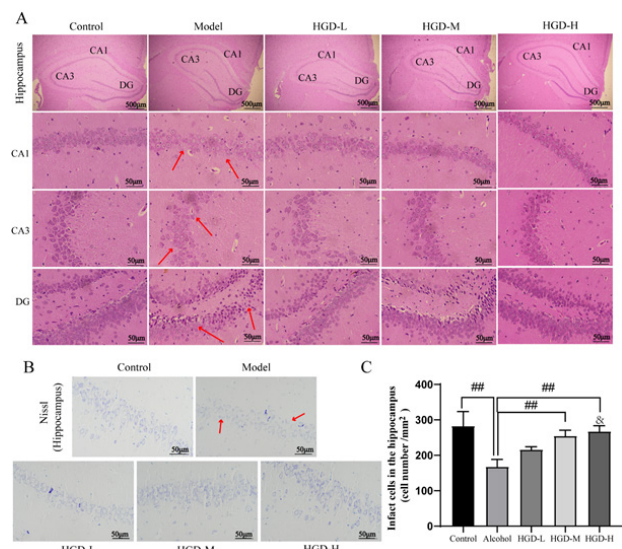 A
Control Model HGD-L HGD-M HGD-H
Hippocampus
CA1 CA1 CA1 CA1 CA1
CA3 CA3 CA3 CA3 CA3
DG DG DG DG DG
500μm 500μm 500μm 500μm 500μm
CA1
50μm 50μm 50μm 50μm 50μm
CA3
50μm 50μm 50μm 50μm 50μm
DG
50μm 50μm 50μm 50μm 50μm
B
Control Model
Nissl
(Hippocampus)
50μm 50μm
50μm 50μm 50μm
HGD-L HGD-M HGD-H
C
Infact cells in the hippocampus
(cell number /mm²)
400
300
200
100
0
## ##
##
&
Control Alcohol HGD-L HGD-M HGD-H